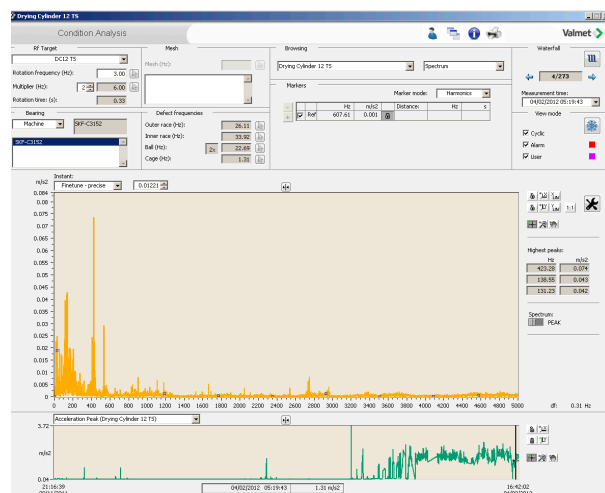 Drying Cylinder 12 TS
Condition Analysis
Valmet
Rf Target
DC12 TS
Rotation frequency (Hz): 3.00
Multiplier (Hz): 2 6.00
Rotation time: (s): 0.33
Mesh
Mesh (Hz):
Browsing
Drying Cylinder 12 TS
Spectrum
Waterfall
4/273
Measurement time:
04/02/2012 05:19:43
Markers
Marker mode: Harmonics
Hz m/s2 Distance: Hz s
Ref 607.61 0.001
Bearing
Machine SKF-C3152
SKF-C3152
Defect frequencies
Outer race (Hz): 26.11
Inner race (Hz): 33.92
Ball (Hz): 2x 22.69
Cage (Hz): 1.31
View mode
Cyclic
Alarm
User
Instant:
Finetune - precise 0.01221
m/s2
0.084
0.08
0.075
0.07
0.065
0.06
0.055
0.05
0.045
0.04
0.035
0.03
0.025
0.02
0.015
0.01
0.005
0
0 200 400 600 800 1000 1200 1400 1600 1800 2000 2200 2400 2600 2800 3000 3200 3400 3600 3800 4000 4200 4400 4600 4800 5000
1:1
Highest peaks:
Hz m/s2
423.28 0.074
138.55 0.043
131.23 0.042
Spectrum:
PEAK
df: 0.31 Hz
Acceleration Peak (Drying Cylinder 12 TS)
3.72
m/s2
0.04
21:16:39
04/02/2012 05:19:43 1.31 m/s2
16:42:02